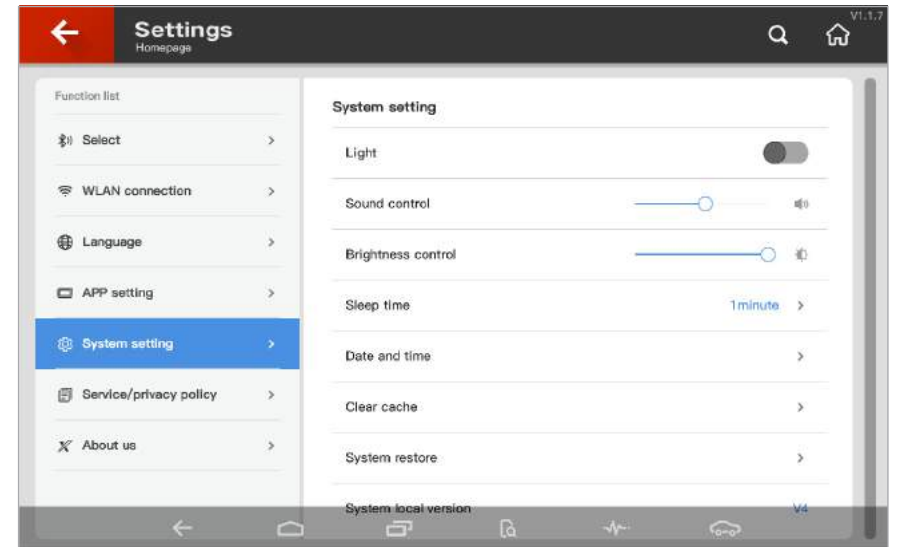 Settings
Homepage
V1.1.7
Function list
Select
WLAN connection
Language
APP setting
System setting
Service/privacy policy
About us
System setting
Light
Sound control
Brightness control
Sleep time
1minute
Date and time
Clear cache
System restore
System local version
V4